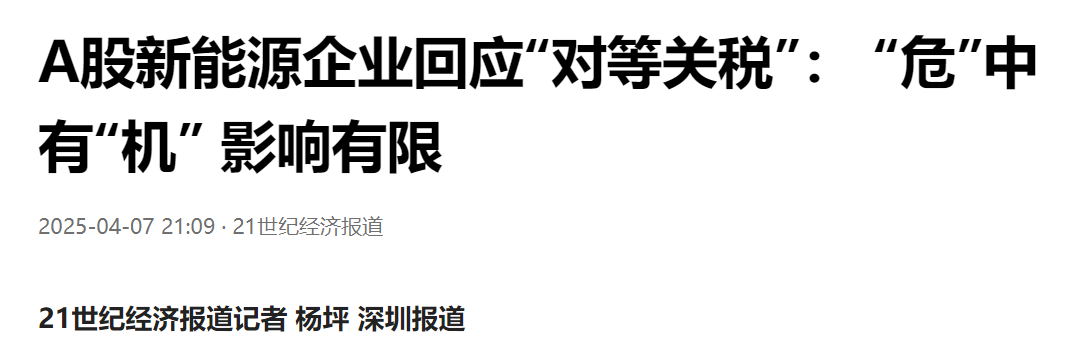 A股新能源企业回应“对等关税”： “危”中
有“机” 影响有限
2025-04-07 21:09 · 21世纪经济报道
21世纪经济报道记者 杨坪 深圳报道